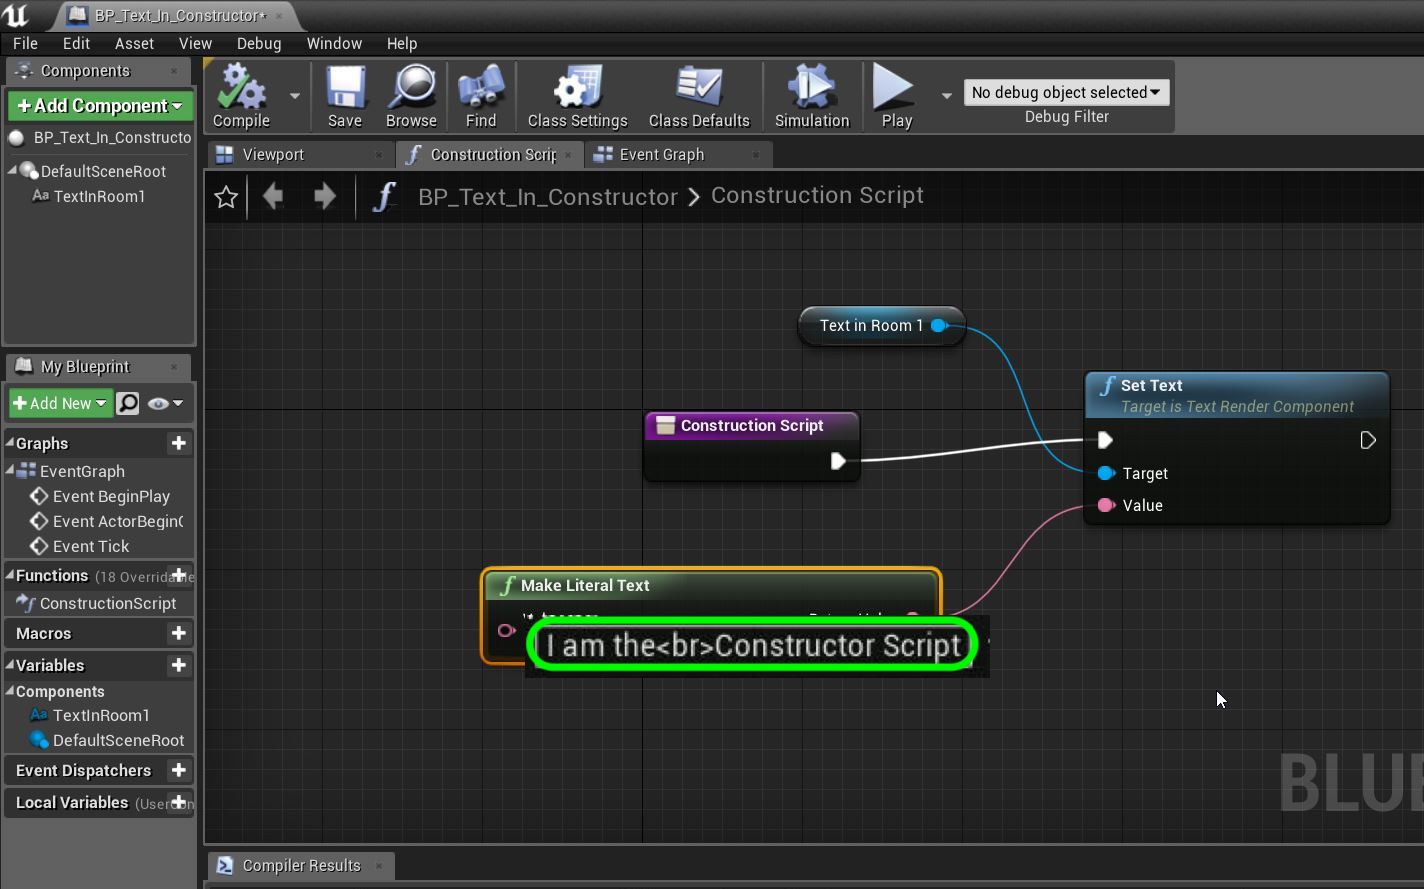 BP_Text_In_Constructor*
File Edit Asset View Debug Window Help
Components
+Add Component
BP_Text_In_Constructo
DefaultSceneRoot
TextInRoom1
Compile Save Browse Find Class Settings Class Defaults Simulation Play
No debug object selected
Debug Filter
Viewport Construction Scrip Event Graph
BP_Text_In_Constructor > Construction Script
My Blueprint
+Add New
Graphs
EventGraph
Event BeginPlay
Event ActorBeginO
Event Tick
Functions (18 Overridable
ConstructionScript
Macros
Variables
Components
TextInRoom1
DefaultSceneRoot
Event Dispatchers
Local Variables (UserCon
Text in Room 1
Construction Script
Set Text
Target is Text Render Component
Target
Value
Make Literal Text
I am the<br>Constructor Script
BLUE
Compiler Results